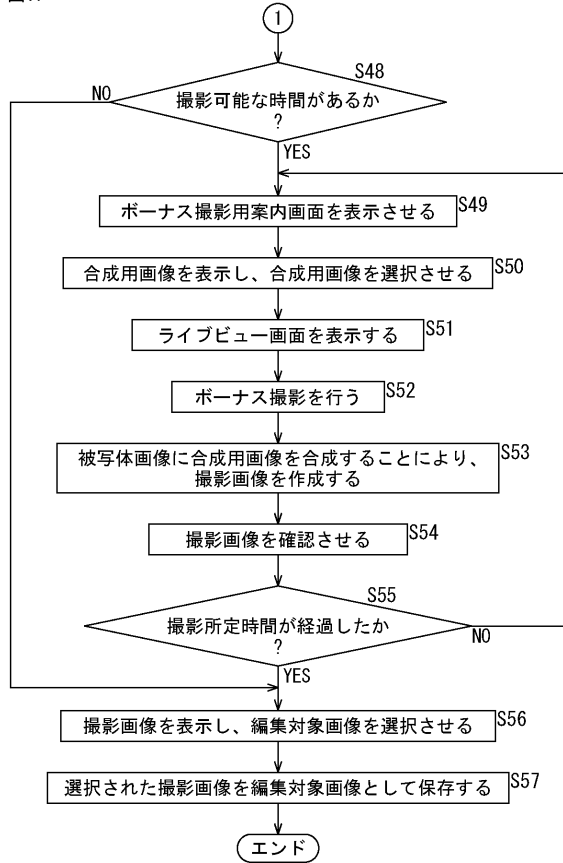 1
S48
NO
撮影可能な時間があるか
?
YES
ボーナス撮影用案内画面を表示させる
S49
合成用画像を表示し、合成用画像を選択させる
S50
ライブビュー画面を表示する
S51
ボーナス撮影を行う
S52
被写体画像に合成用画像を合成することにより、
撮影画像を作成する
S53
撮影画像を確認させる
S54
S55
撮影所定時間が経過したか
?
NO
YES
撮影画像を表示し、編集対象画像を選択させる
S56
選択された撮影画像を編集対象画像として保存する
S57
エンド